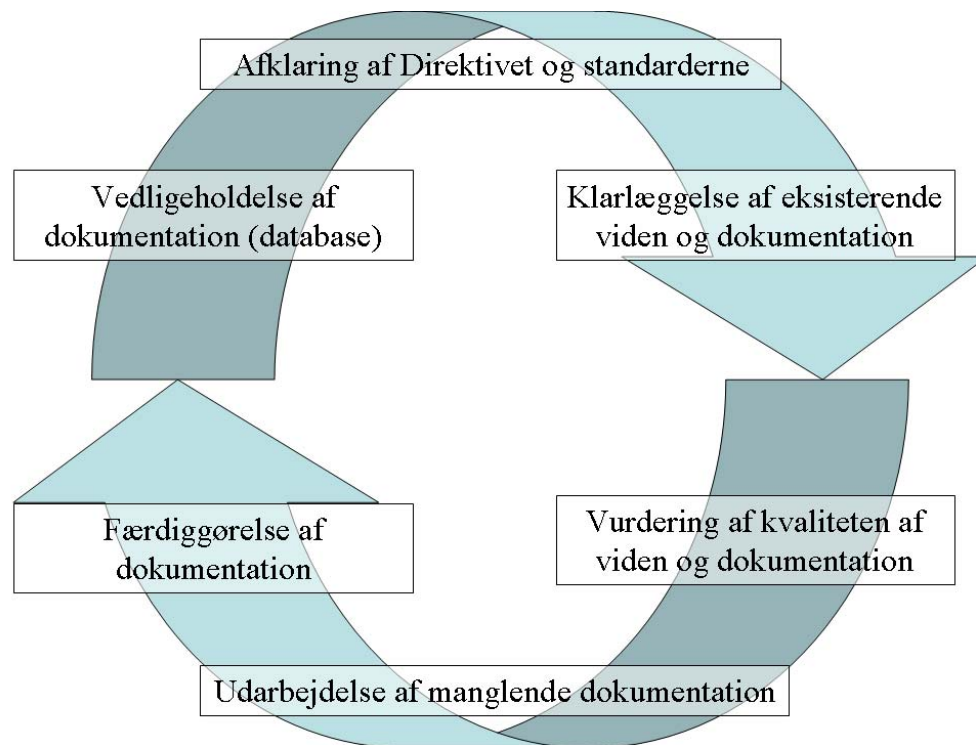 Afklaring af Direktivet og standarderne
Klarlæggelse af eksisterende
viden og dokumentation
Vurdering af kvaliteten af
viden og dokumentation
Udarbejdelse af manglende dokumentation
Færdiggørelse af
dokumentation
Vedligeholdelse af
dokumentation (database)